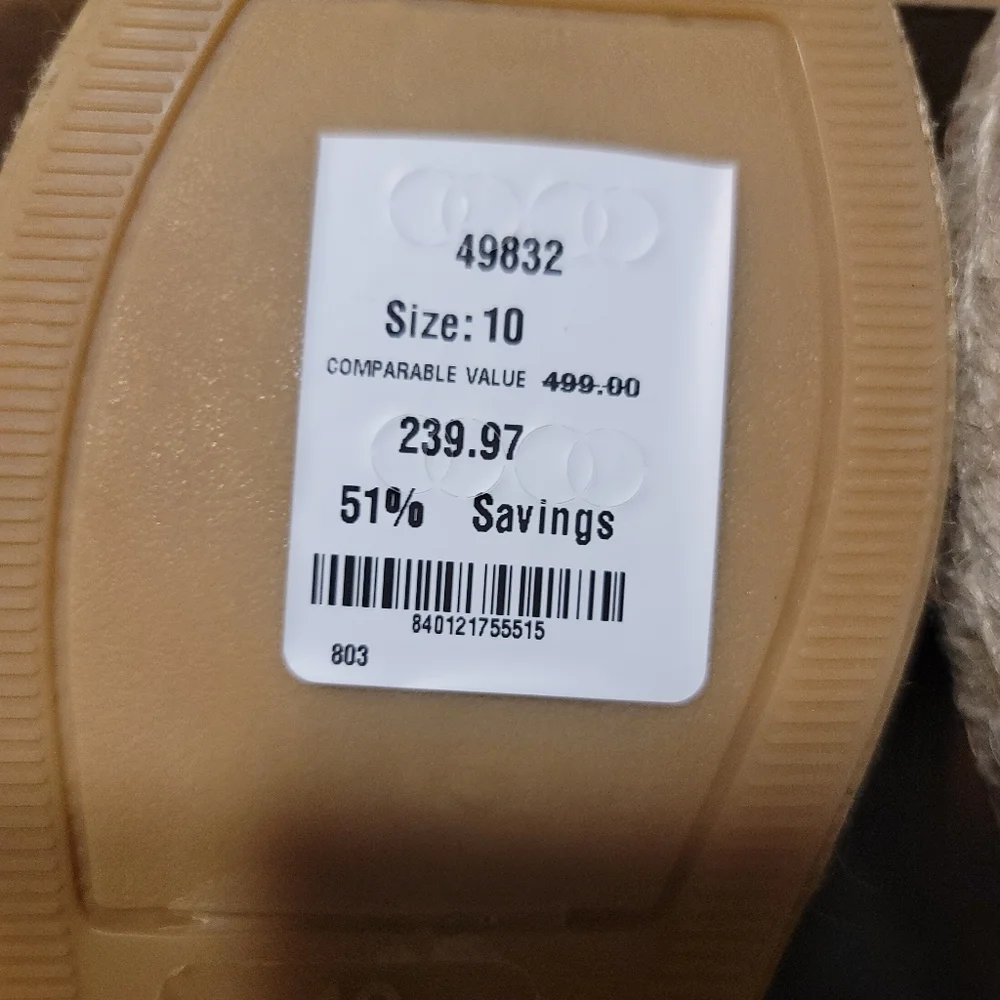 49832
Size: 10
COMPARABLE VALUE 499.00
239.97
51% Savings
840121755515
803